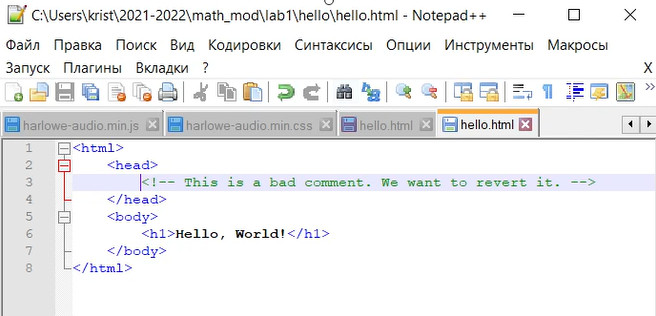 C:\Users\krist\2021-2022\math_mod\lab1\hello\hello.html - Notepad++
Файл Правка Поиск Вид Кодировки Синтаксисы Опции Инструменты Макросы
Запуск Плагины Вкладки ? X
harlowe-audio.min.js harlowe-audio.min.css hello.html hello.html
1 <html>
2 <head>
3 <!-- This is a bad comment. We want to revert it. -->
4 </head>
5 <body>
6 <h1>Hello, World!</h1>
7 </body>
8 </html>